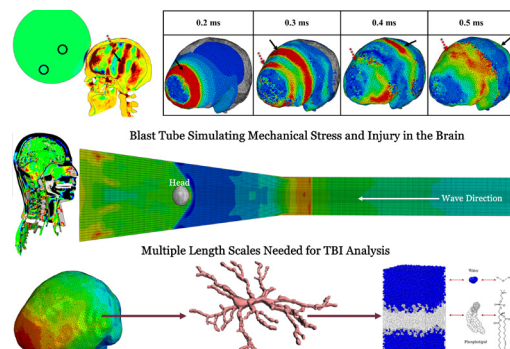 0.2 ms 0.3 ms 0.4 ms 0.5 ms
Blast Tube Simulating Mechanical Stress and Injury in the Brain
Head
Wave Direction
Multiple Length Scales Needed for TBI Analysis
Water
Phospholipid